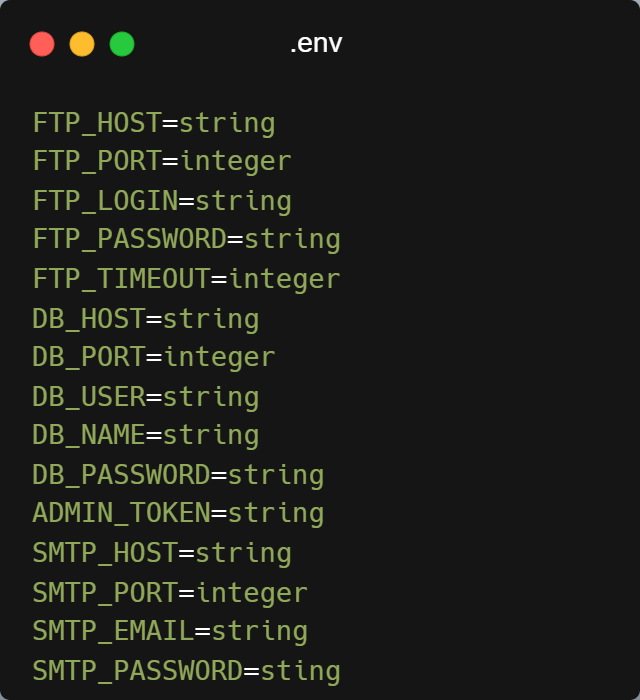 .env
FTP_HOST=string
FTP_PORT=integer
FTP_LOGIN=string
FTP_PASSWORD=string
FTP_TIMEOUT=integer
DB_HOST=string
DB_PORT=integer
DB_USER=string
DB_NAME=string
DB_PASSWORD=string
ADMIN_TOKEN=string
SMTP_HOST=string
SMTP_PORT=integer
SMTP_EMAIL=string
SMTP_PASSWORD=sting